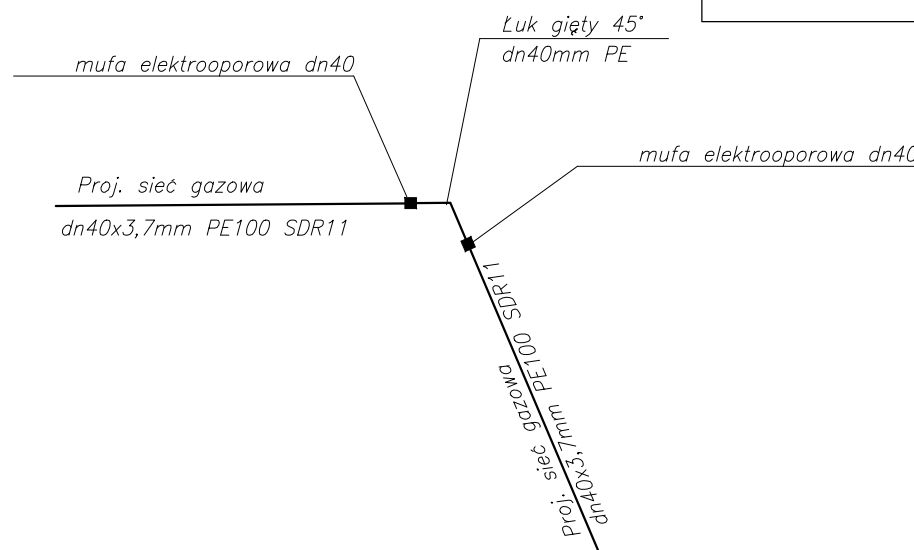 Łuk gięty 45°
dn40mm PE
mufa elektrooporowa dn40
mufa elektrooporowa dn40
Proj. sieć gazowa
dn40x3,7mm PE100 SDR11
Proj. sieć gazowa
dn40x3,7mm PE100 SDR11